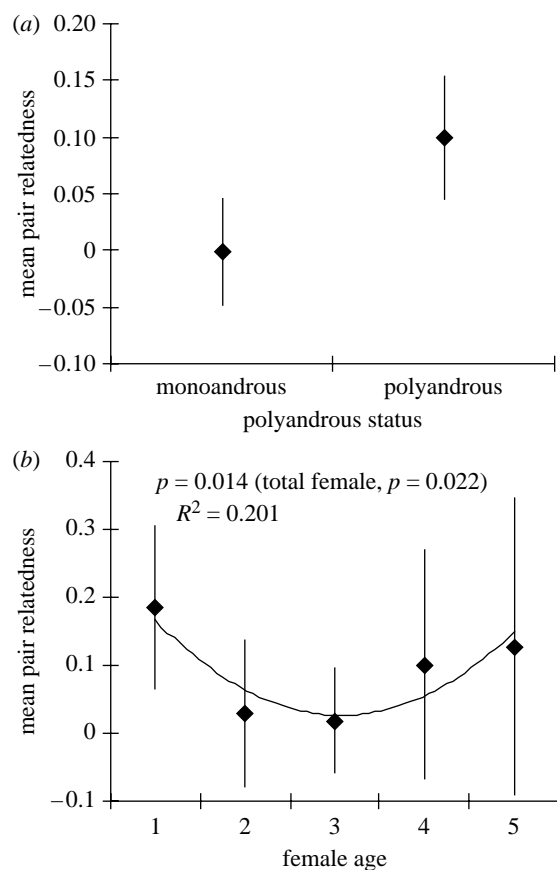 (a)
0.20
0.15
0.10
0.05
0
–0.05
–0.10
mean pair relatedness
monoandrous polyandrous
polyandrous status
(b)
p = 0.014 (total female, p = 0.022)
R² = 0.201
0.4
0.3
0.2
0.1
0
–0.1
mean pair relatedness
1 2 3 4 5
female age